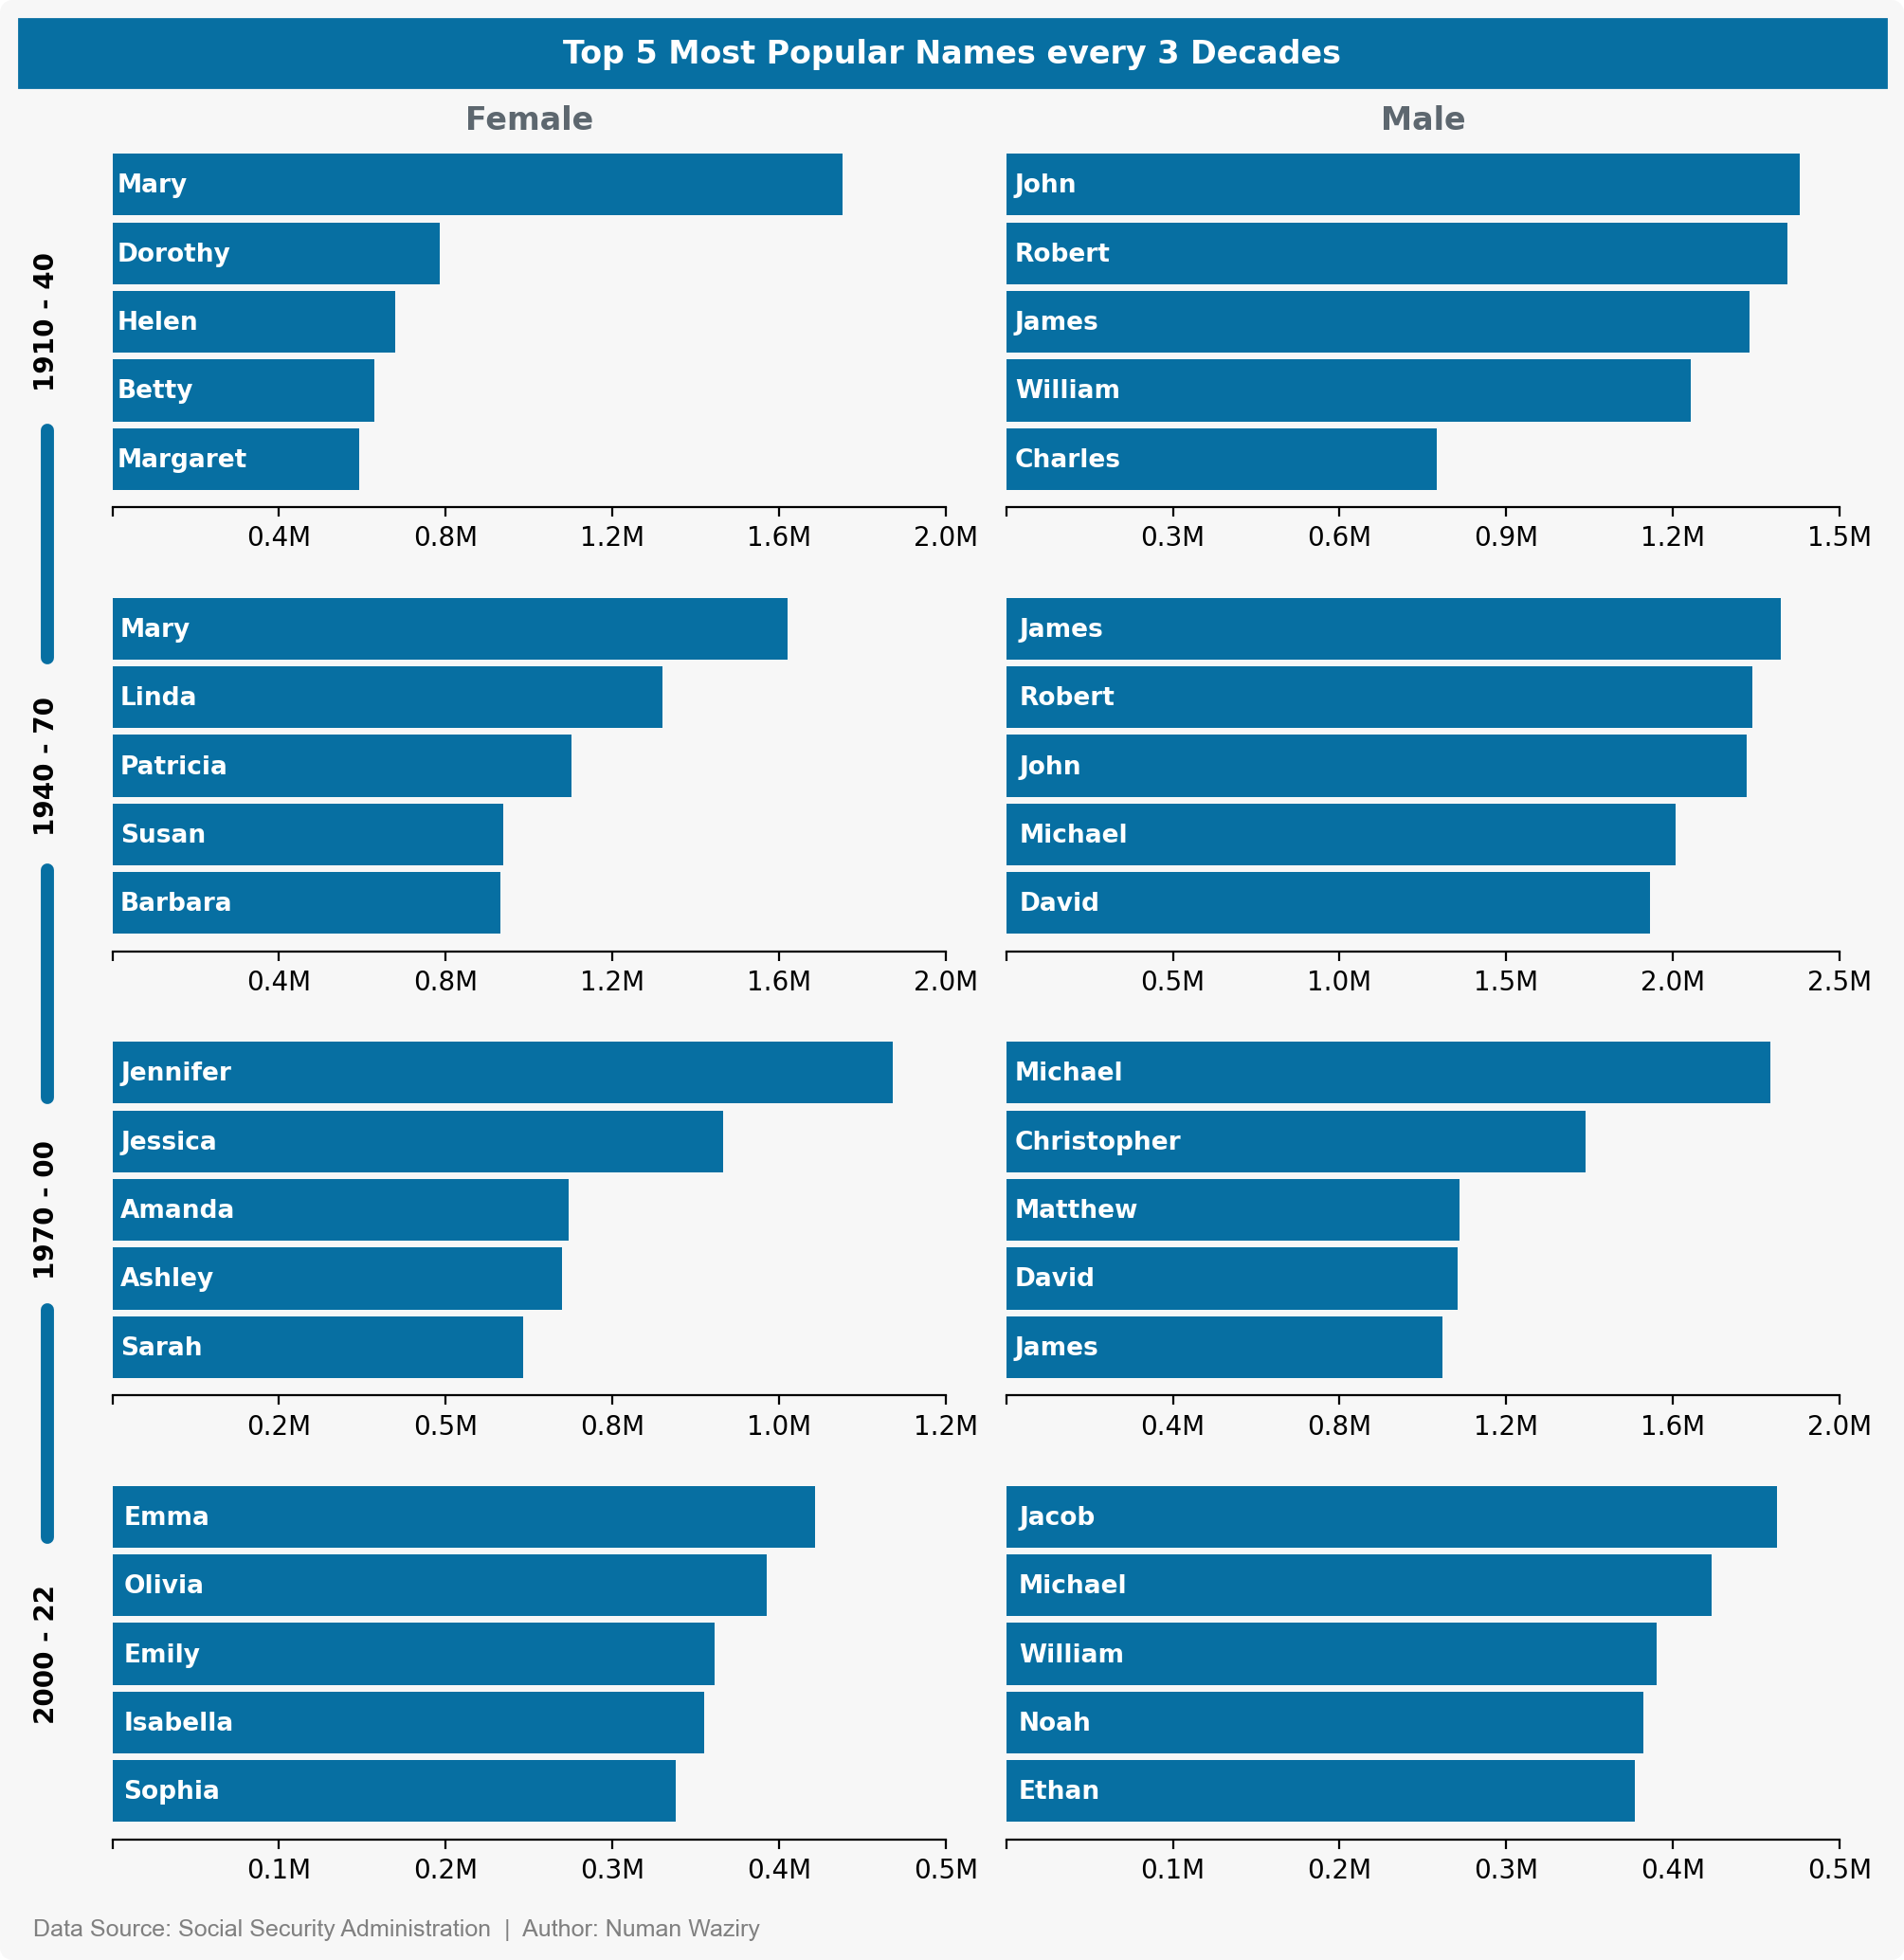 Top 5 Most Popular Names every 3 Decades
Female
Male
1910 - 40
Mary
Dorothy
Helen
Betty
Margaret
0.4M 0.8M 1.2M 1.6M 2.0M
John
Robert
James
William
Charles
0.3M 0.6M 0.9M 1.2M 1.5M
1940 - 70
Mary
Linda
Patricia
Susan
Barbara
0.4M 0.8M 1.2M 1.6M 2.0M
James
Robert
John
Michael
David
0.5M 1.0M 1.5M 2.0M 2.5M
1970 - 00
Jennifer
Jessica
Amanda
Ashley
Sarah
0.2M 0.5M 0.8M 1.0M 1.2M
Michael
Christopher
Matthew
David
James
0.4M 0.8M 1.2M 1.6M 2.0M
2000 - 22
Emma
Olivia
Emily
Isabella
Sophia
0.1M 0.2M 0.3M 0.4M 0.5M
Jacob
Michael
William
Noah
Ethan
0.1M 0.2M 0.3M 0.4M 0.5M
Data Source: Social Security Administration | Author: Numan Waziry